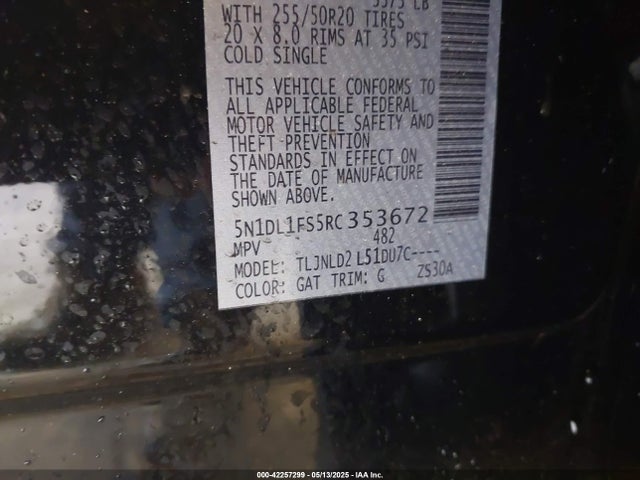 5575 LB
WITH 255/50R20 TIRES
20 X 8.0 RIMS AT 35 PSI
COLD SINGLE
THIS VEHICLE CONFORMS TO
ALL APPLICABLE FEDERAL
MOTOR VEHICLE SAFETY AND
THEFT PREVENTION
STANDARDS IN EFFECT ON
THE DATE OF MANUFACTURE
SHOWN ABOVE.
5N1DL1FS5RC353672
MPV 482
MODEL: TLJNLD2 L51DU7C----
COLOR: GAT TRIM: G ZS30A
000-42257299 - 05/13/2025 - IAA Inc.